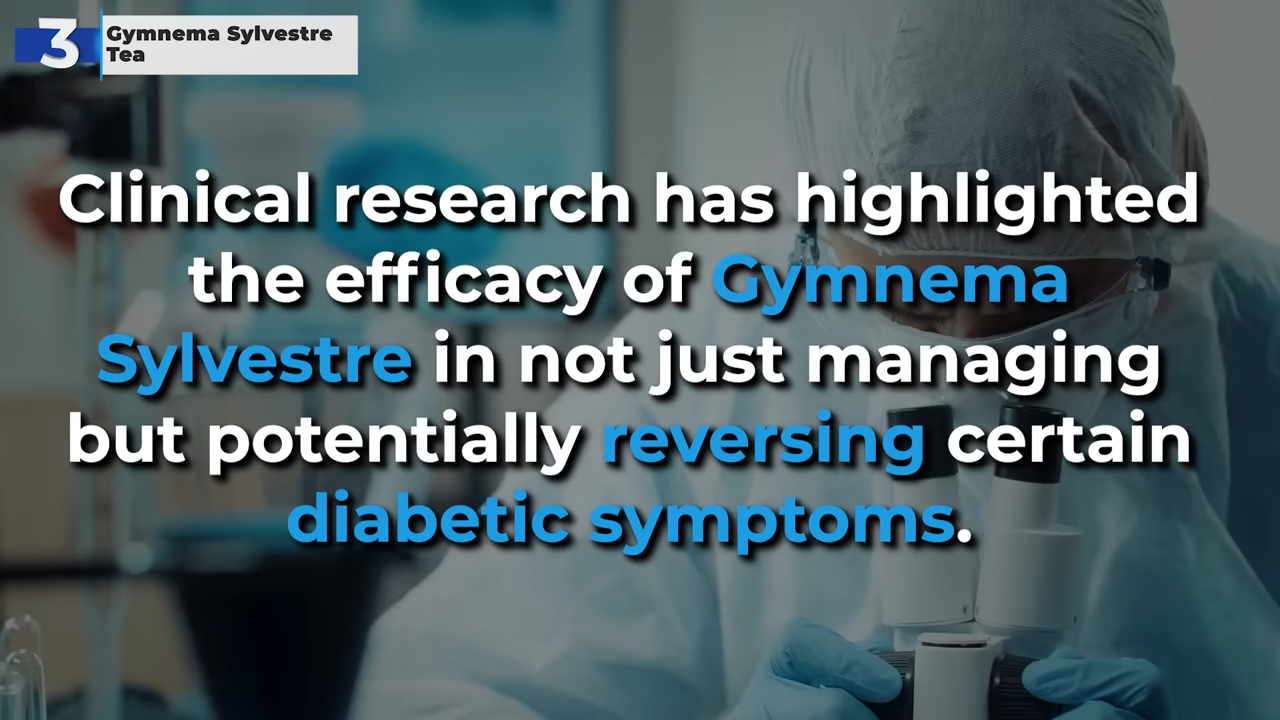 3
Gymnema Sylvestre
Tea
Clinical research has highlighted
the efficacy of Gymnema
Sylvestre in not just managing
but potentially reversing certain
diabetic symptoms.